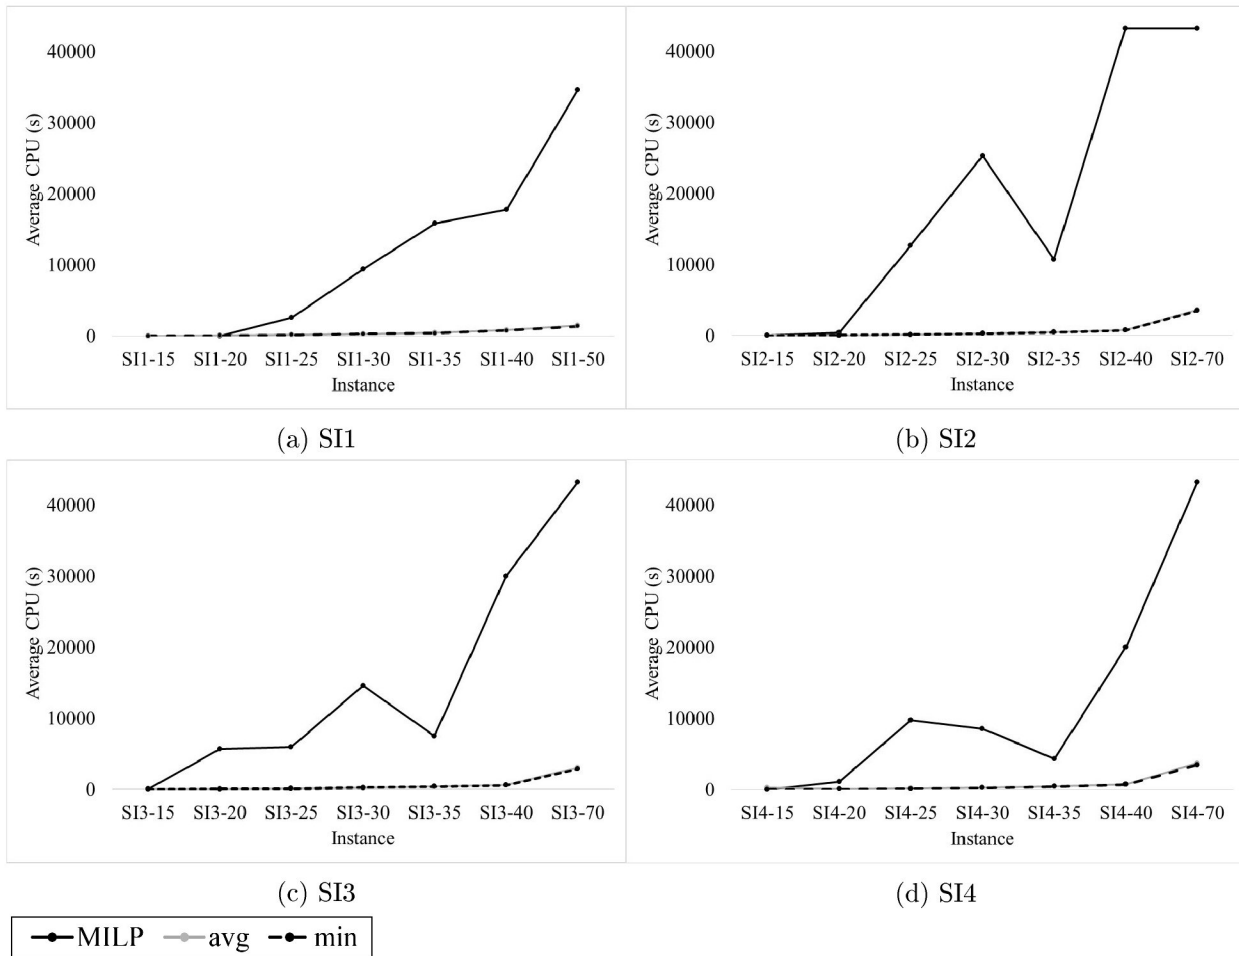 40000
30000
20000
10000
0
Average CPU (s)
SI1-15 SI1-20 SI1-25 SI1-30 SI1-35 SI1-40 SI1-50
Instance
(a) SI1
40000
30000
20000
10000
0
Average CPU (s)
SI2-15 SI2-20 SI2-25 SI2-30 SI2-35 SI2-40 SI2-70
Instance
(b) SI2
40000
30000
20000
10000
0
Average CPU (s)
SI3-15 SI3-20 SI3-25 SI3-30 SI3-35 SI3-40 SI3-70
Instance
(c) SI3
40000
30000
20000
10000
0
Average CPU (s)
SI4-15 SI4-20 SI4-25 SI4-30 SI4-35 SI4-40 SI4-70
Instance
(d) SI4
MILP avg min